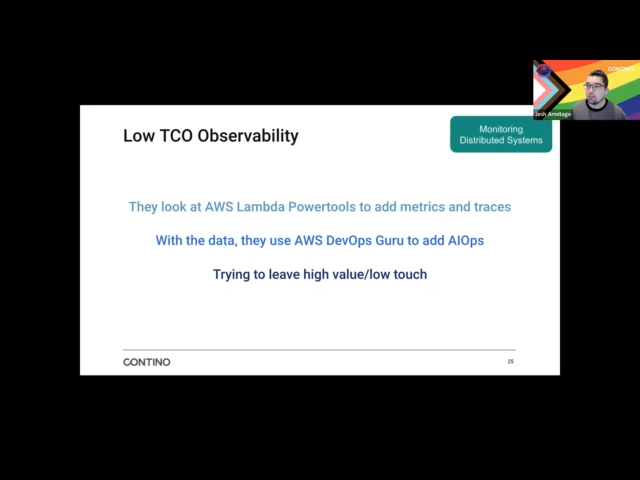 CONTINO
Josh Armitage
Low TCO Observability
Monitoring
Distributed Systems
They look at AWS Lambda Powertools to add metrics and traces
With the data, they use AWS DevOps Guru to add AIOps
Trying to leave high value/low touch
CONTINO
25